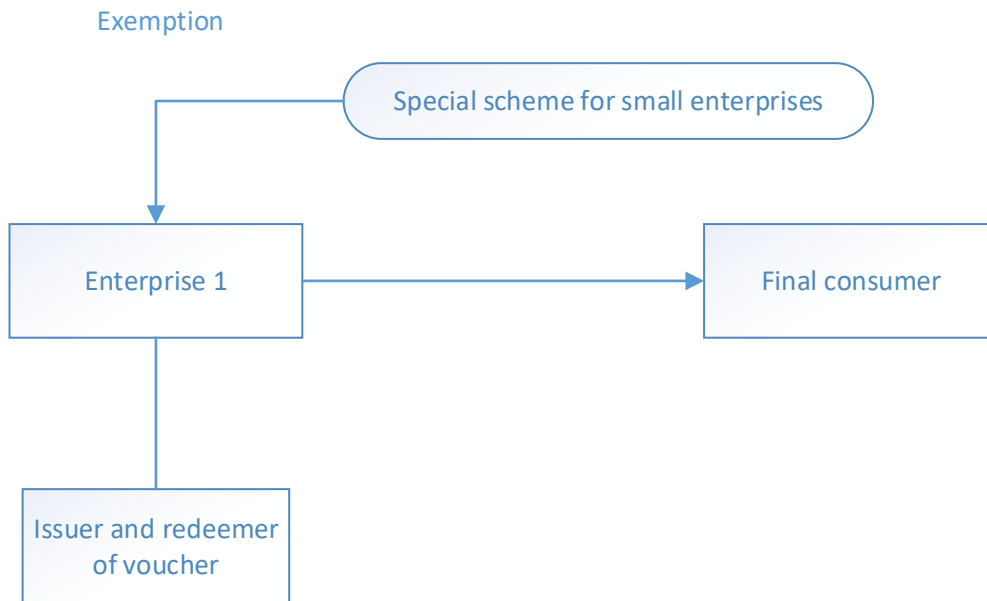 Exemption
Special scheme for small enterprises
Enterprise 1
Final consumer
Issuer and redeemer
of voucher